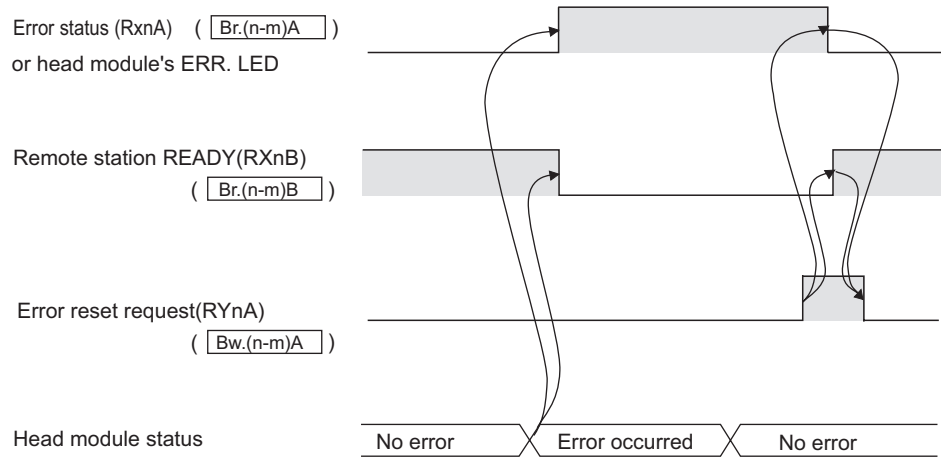 Error status (RxnA) ( Br.(n-m)A )
or head module's ERR. LED
Remote station READY(RXnB)
( Br.(n-m)B )
Error reset request(RYnA)
( Bw.(n-m)A )
Head module status
No error
Error occurred
No error